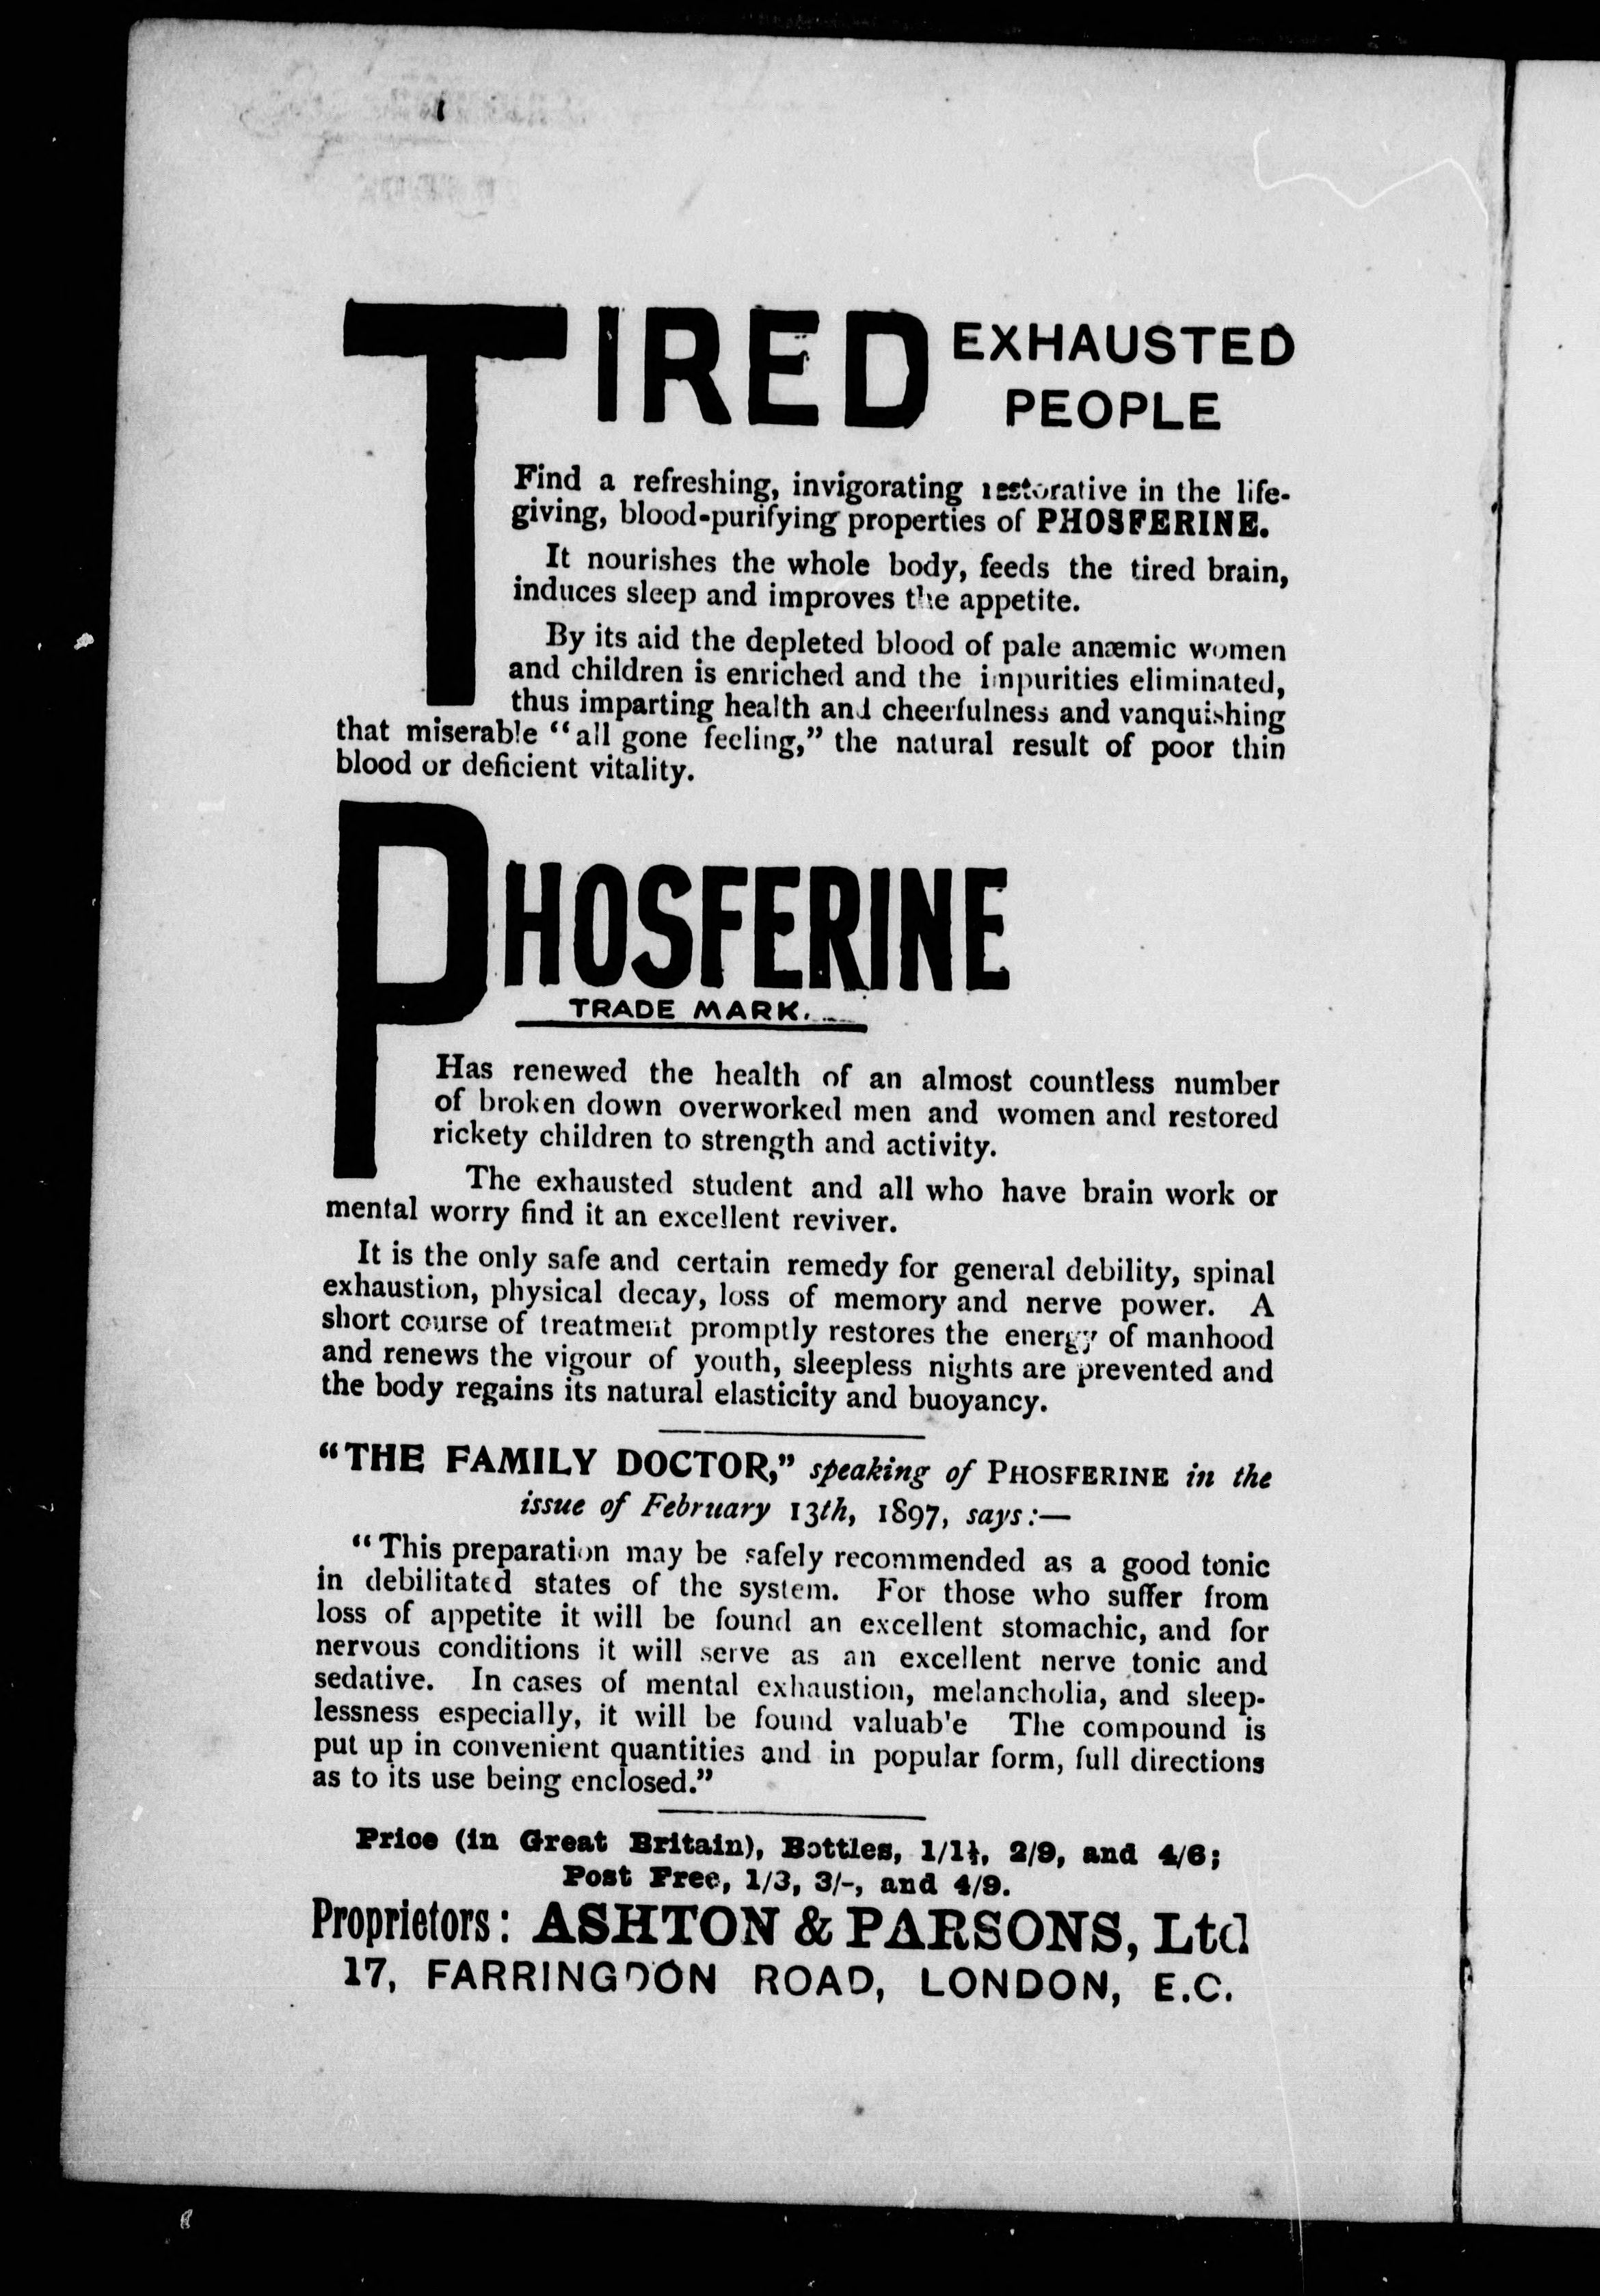 TIRED EXHAUSTED
PEOPLE
Find a refreshing, invigorating restorative in the life-
giving, blood-purifying properties of PHOSFERINE.
It nourishes the whole body, feeds the tired brain,
induces sleep and improves the appetite.
By its aid the depleted blood of pale anæmic women
and children is enriched and the impurities eliminated,
thus imparting health and cheerfulness and vanquishing
that miserable "all gone feeling," the natural result of poor thin
blood or deficient vitality.
PHOSFERINE
TRADE MARK.
Has renewed the health of an almost countless number
of broken down overworked men and women and restored
rickety children to strength and activity.
The exhausted student and all who have brain work or
mental worry find it an excellent reviver.
It is the only safe and certain remedy for general debility, spinal
exhaustion, physical decay, loss of memory and nerve power. A
short course of treatment promptly restores the energy of manhood
and renews the vigour of youth, sleepless nights are prevented and
the body regains its natural elasticity and buoyancy.
"THE FAMILY DOCTOR," speaking of PHOSFERINE in the
issue of February 13th, 1897, says:—
"This preparation may be safely recommended as a good tonic
in debilitated states of the system. For those who suffer from
loss of appetite it will be found an excellent stomachic, and for
nervous conditions it will serve as an excellent nerve tonic and
sedative. In cases of mental exhaustion, melancholia, and sleep-
lessness especially, it will be found valuable The compound is
put up in convenient quantities and in popular form, full directions
as to its use being enclosed."
Price (in Great Britain), Bottles, 1/1½, 2/9, and 4/6;
Post Free, 1/3, 3/-, and 4/9.
Proprietors: ASHTON & PARSONS, Ltd
17, FARRINGDON ROAD, LONDON, E.C.